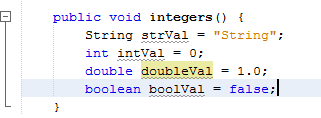 public void integers() {
String strVal = "String";
int intVal = 0;
double doubleVal = 1.0;
boolean boolVal = false;
}